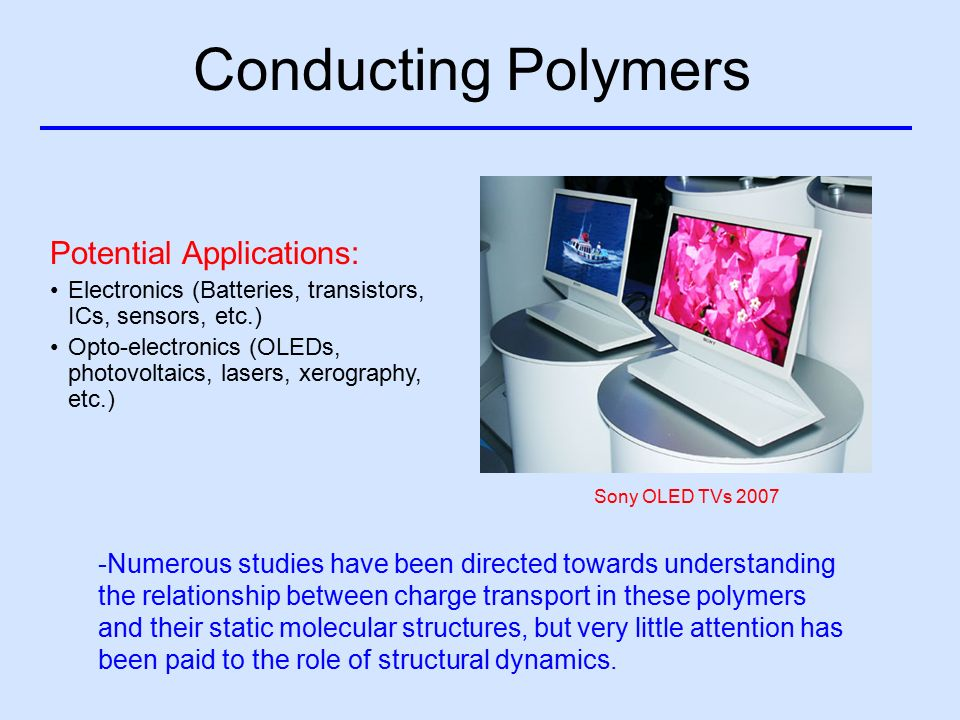 Conducting Polymers
Potential Applications:
• Electronics (Batteries, transistors,
ICs, sensors, etc.)
• Opto-electronics (OLEDs,
photovoltaics, lasers, xerography,
etc.)
SONY
SONY
Sony OLED TVs 2007
-Numerous studies have been directed towards understanding
the relationship between charge transport in these polymers
and their static molecular structures, but very little attention has
been paid to the role of structural dynamics.